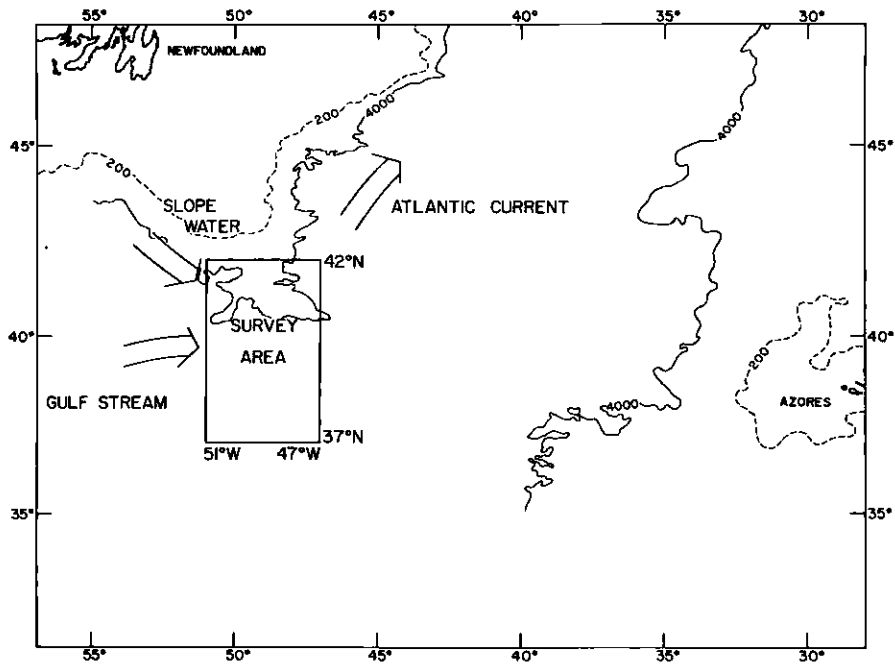 55° 50° 45° 40° 35° 30°
NEWFOUNDLAND
200
4000
4000
45° 45°
200
SLOPE
WATER
ATLANTIC CURRENT
42°N
SURVEY
AREA
40° 40°
200
GULF STREAM
4000
AZORES
37°N
51°W 47°W
35° 35°
55° 50° 45° 40° 35° 30°